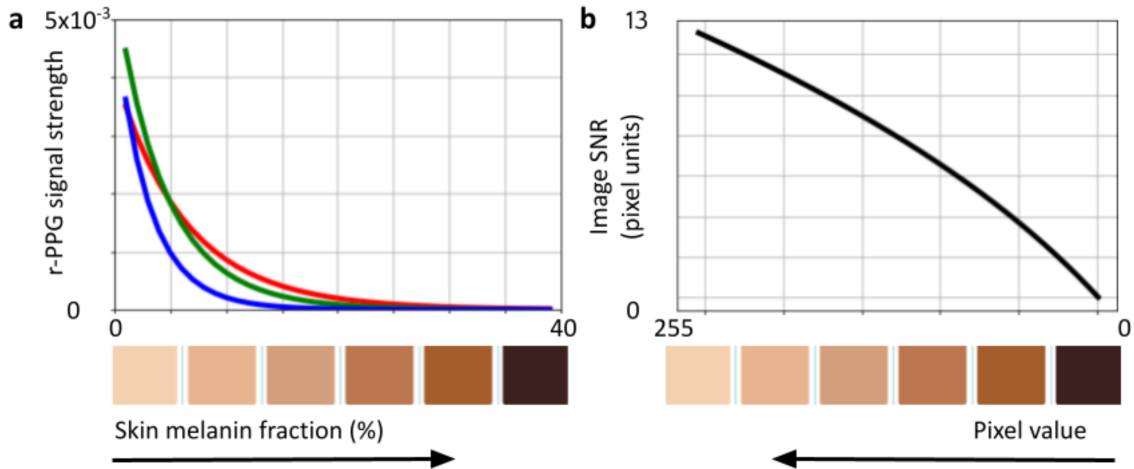 a
5x10⁻³
r-PPG signal strength
0
0
40
Skin melanin fraction (%)
b
13
Image SNR
(pixel units)
0
255
0
Pixel value